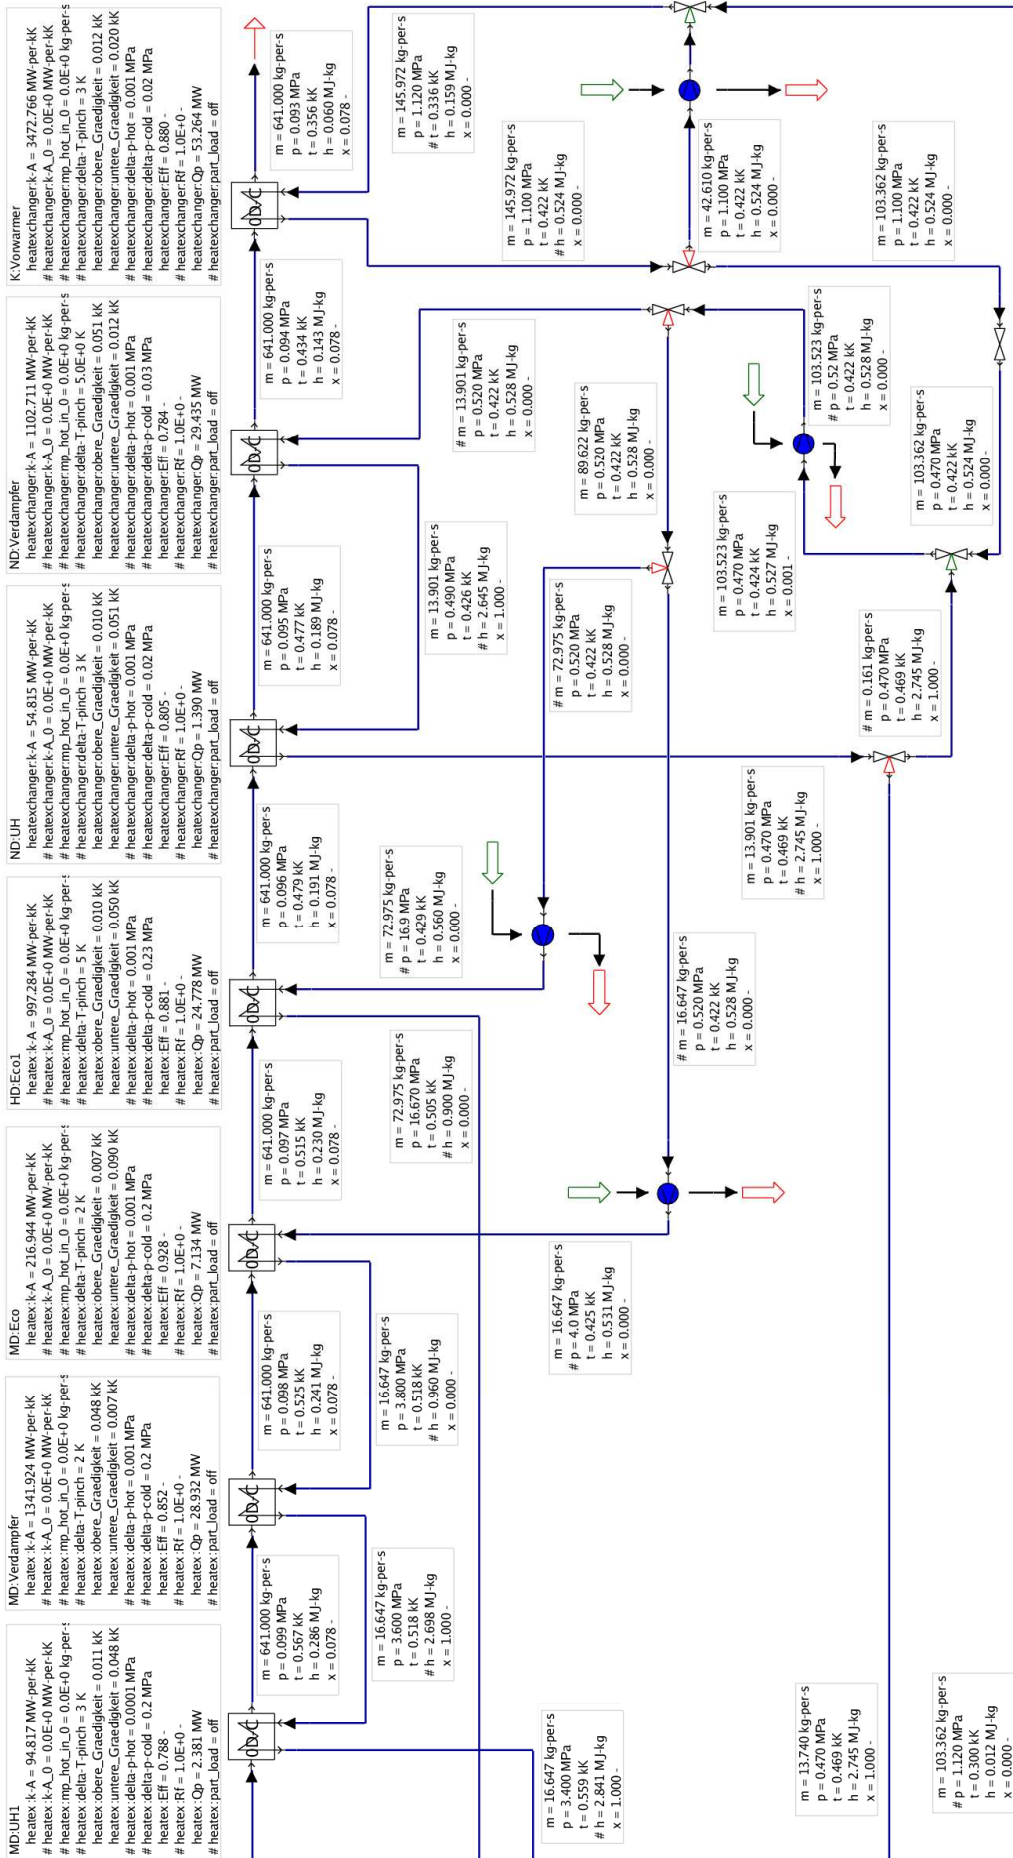 MD:UH1
heatex:k-A = 94.817 MW-per-kK
# heatex:k-A_0 = 0.0E+0 MW-per-kK
# heatex:mp_hot_in_0 = 0.0E+0 kg-per-s
# heatex:delta-T-pinch = 3 K
heatex:obere_Graedigkeit = 0.011 kK
heatex:untere_Graedigkeit = 0.048 kK
# heatex:delta-p-hot = 0.0001 MPa
# heatex:delta-p-cold = 0.2 MPa
heatex:Eff = 0.788 -
# heatex:Rf = 1.0E+0 -
heatex:Qp = 2.381 MW
# heatex:part_load = off
MD:Verdampfer
heatex:k-A = 1341.924 MW-per-kK
# heatex:k-A_0 = 0.0E+0 MW-per-kK
# heatex:mp_hot_in_0 = 0.0E+0 kg-per-s
# heatex:delta-T-pinch = 2 K
heatex:obere_Graedigkeit = 0.048 kK
heatex:untere_Graedigkeit = 0.007 kK
# heatex:delta-p-hot = 0.001 MPa
# heatex:delta-p-cold = 0.2 MPa
heatex:Eff = 0.852 -
# heatex:Rf = 1.0E+0 -
heatex:Qp = 28.932 MW
# heatex:part_load = off
MD:Eco
heatex:k-A = 216.944 MW-per-kK
# heatex:k-A_0 = 0.0E+0 MW-per-kK
# heatex:mp_hot_in_0 = 0.0E+0 kg-per-s
# heatex:delta-T-pinch = 2 K
heatex:obere_Graedigkeit = 0.007 kK
heatex:untere_Graedigkeit = 0.090 kK
# heatex:delta-p-hot = 0.001 MPa
# heatex:delta-p-cold = 0.2 MPa
heatex:Eff = 0.928 -
# heatex:Rf = 1.0E+0 -
heatex:Qp = 7.134 MW
# heatex:part_load = off
HD:Eco1
heatex:k-A = 997.284 MW-per-kK
# heatex:k-A_0 = 0.0E+0 MW-per-kK
# heatex:mp_hot_in_0 = 0.0E+0 kg-per-s
# heatex:delta-T-pinch = 5 K
heatex:obere_Graedigkeit = 0.010 kK
heatex:untere_Graedigkeit = 0.050 kK
# heatex:delta-p-hot = 0.001 MPa
# heatex:delta-p-cold = 0.23 MPa
heatex:Eff = 0.881 -
# heatex:Rf = 1.0E+0 -
heatex:Qp = 24.778 MW
# heatex:part_load = off
ND:UH
heatexchanger:k-A = 54.815 MW-per-kK
# heatexchanger:k-A_0 = 0.0E+0 MW-per-kK
# heatexchanger:mp_hot_in_0 = 0.0E+0 kg-per-s
# heatexchanger:delta-T-pinch = 3 K
heatexchanger:obere_Graedigkeit = 0.010 kK
heatexchanger:untere_Graedigkeit = 0.051 kK
# heatexchanger:delta-p-hot = 0.001 MPa
# heatexchanger:delta-p-cold = 0.02 MPa
heatexchanger:Eff = 0.805 -
# heatexchanger:Rf = 1.0E+0 -
heatexchanger:Qp = 1.390 MW
# heatexchanger:part_load = off
ND:Verdampfer
heatexchanger:k-A = 1102.711 MW-per-kK
# heatexchanger:k-A_0 = 0.0E+0 MW-per-kK
# heatexchanger:mp_hot_in_0 = 0.0E+0 kg-per-s
# heatexchanger:delta-T-pinch = 5.0E+0 K
heatexchanger:obere_Graedigkeit = 0.051 kK
heatexchanger:untere_Graedigkeit = 0.012 kK
# heatexchanger:delta-p-hot = 0.001 MPa
# heatexchanger:delta-p-cold = 0.03 MPa
heatexchanger:Eff = 0.784 -
# heatexchanger:Rf = 1.0E+0 -
heatexchanger:Qp = 29.435 MW
# heatexchanger:part_load = off
K:Vorwarmer
heatexchanger:k-A = 3472.766 MW-per-kK
# heatexchanger:k-A_0 = 0.0E+0 MW-per-kK
# heatexchanger:mp_hot_in_0 = 0.0E+0 kg-per-s
# heatexchanger:delta-T-pinch = 3 K
heatexchanger:obere_Graedigkeit = 0.012 kK
heatexchanger:untere_Graedigkeit = 0.020 kK
# heatexchanger:delta-p-hot = 0.001 MPa
# heatexchanger:delta-p-cold = 0.02 MPa
heatexchanger:Eff = 0.880 -
# heatexchanger:Rf = 1.0E+0 -
heatexchanger:Qp = 53.264 MW
# heatexchanger:part_load = off
0D/C
0D/C
0D/C
0D/C
0D/C
0D/C
0D/C
m = 641.000 kg-per-s
p = 0.099 MPa
t = 0.567 kK
h = 0.286 MJ-kg
x = 0.078 -
m = 641.000 kg-per-s
p = 0.098 MPa
t = 0.525 kK
h = 0.241 MJ-kg
x = 0.078 -
m = 641.000 kg-per-s
p = 0.097 MPa
t = 0.515 kK
h = 0.230 MJ-kg
x = 0.078 -
m = 641.000 kg-per-s
p = 0.096 MPa
t = 0.479 kK
h = 0.191 MJ-kg
x = 0.078 -
m = 641.000 kg-per-s
p = 0.095 MPa
t = 0.477 kK
h = 0.189 MJ-kg
x = 0.078 -
m = 641.000 kg-per-s
p = 0.094 MPa
t = 0.434 kK
h = 0.143 MJ-kg
x = 0.078 -
m = 641.000 kg-per-s
p = 0.093 MPa
t = 0.356 kK
h = 0.060 MJ-kg
x = 0.078 -
m = 16.647 kg-per-s
p = 3.600 MPa
t = 0.518 kK
# h = 2.698 MJ-kg
x = 1.000 -
m = 16.647 kg-per-s
p = 3.800 MPa
t = 0.518 kK
# h = 0.960 MJ-kg
x = 0.000 -
m = 72.975 kg-per-s
p = 16.670 MPa
t = 0.505 kK
# h = 0.900 MJ-kg
x = 0.000 -
m = 72.975 kg-per-s
# p = 16.9 MPa
t = 0.429 kK
h = 0.560 MJ-kg
x = 0.000 -
m = 13.901 kg-per-s
p = 0.490 MPa
t = 0.426 kK
# h = 2.645 MJ-kg
x = 1.000 -
# m = 13.901 kg-per-s
p = 0.520 MPa
t = 0.422 kK
h = 0.528 MJ-kg
x = 0.000 -
m = 145.972 kg-per-s
p = 1.120 MPa
# t = 0.336 kK
h = 0.159 MJ-kg
x = 0.000 -
m = 145.972 kg-per-s
p = 1.100 MPa
t = 0.422 kK
# h = 0.524 MJ-kg
x = 0.000 -
m = 16.647 kg-per-s
p = 3.400 MPa
t = 0.559 kK
# h = 2.841 MJ-kg
x = 1.000 -
m = 16.647 kg-per-s
# p = 4.0 MPa
t = 0.425 kK
h = 0.531 MJ-kg
x = 0.000 -
# m = 72.975 kg-per-s
p = 0.520 MPa
t = 0.422 kK
h = 0.528 MJ-kg
x = 0.000 -
m = 89.622 kg-per-s
p = 0.520 MPa
t = 0.422 kK
h = 0.528 MJ-kg
x = 0.000 -
m = 42.610 kg-per-s
p = 1.100 MPa
t = 0.422 kK
h = 0.524 MJ-kg
x = 0.000 -
# m = 16.647 kg-per-s
p = 0.520 MPa
t = 0.422 kK
h = 0.528 MJ-kg
x = 0.000 -
m = 13.901 kg-per-s
p = 0.470 MPa
t = 0.469 kK
# h = 2.745 MJ-kg
x = 1.000 -
m = 103.523 kg-per-s
p = 0.470 MPa
t = 0.424 kK
h = 0.527 MJ-kg
x = 0.001 -
m = 103.523 kg-per-s
# p = 0.52 MPa
t = 0.422 kK
h = 0.528 MJ-kg
x = 0.000 -
m = 103.362 kg-per-s
p = 1.100 MPa
t = 0.422 kK
h = 0.524 MJ-kg
x = 0.000 -
m = 13.740 kg-per-s
p = 0.470 MPa
t = 0.469 kK
h = 2.745 MJ-kg
x = 1.000 -
# m = 0.161 kg-per-s
p = 0.470 MPa
t = 0.469 kK
h = 2.745 MJ-kg
x = 1.000 -
m = 103.362 kg-per-s
p = 0.470 MPa
t = 0.422 kK
h = 0.524 MJ-kg
x = 0.000 -
m = 103.362 kg-per-s
# p = 1.120 MPa
t = 0.300 kK
h = 0.012 MJ-kg
x = 0.000 -